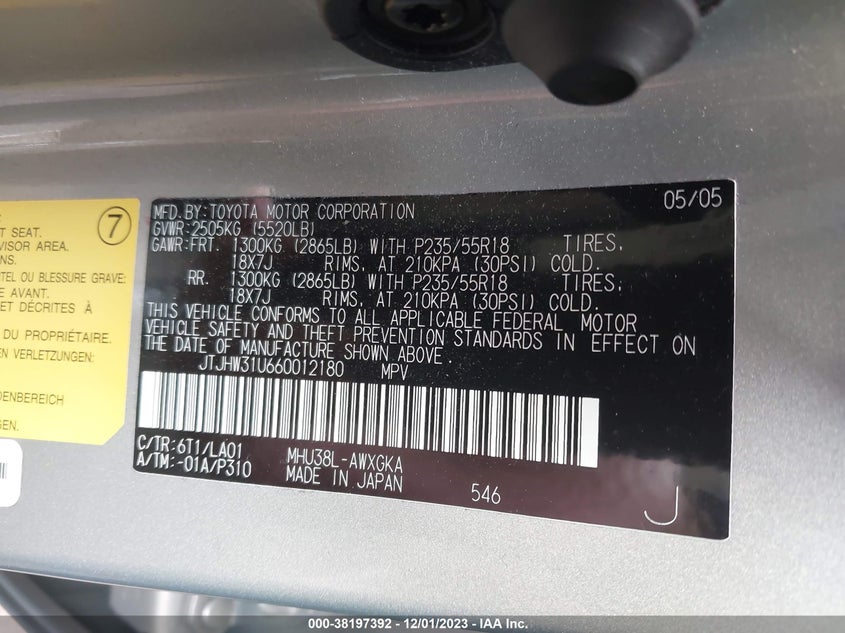 7
T SEAT.
VISOR AREA.
NS.
TEL OU BLESSURE GRAVE:
E AVANT.
ET DÉCRITES À
DU PROPRIÉTAIRE.
EN VERLETZUNGEN:
DENBEREICH
GEN.
05/05
MFD.BY:TOYOTA MOTOR CORPORATION
GVWR:2505KG (5520LB)
GAWR:FRT. 1300KG (2865LB) WITH P235/55R18 TIRES,
18X7J RIMS, AT 210KPA (30PSI) COLD.
RR. 1300KG (2865LB) WITH P235/55R18 TIRES,
18X7J RIMS, AT 210KPA (30PSI) COLD.
THIS VEHICLE CONFORMS TO ALL APPLICABLE FEDERAL MOTOR
VEHICLE SAFETY AND THEFT PREVENTION STANDARDS IN EFFECT ON
THE DATE OF MANUFACTURE SHOWN ABOVE.
JTJHW31U660012180 MPV
C/TR:6T1/LA01 MHU38L-AWXGKA
A/TM:-01A/P310 MADE IN JAPAN 546 J
000-38197392 - 12/01/2023 - IAA Inc.